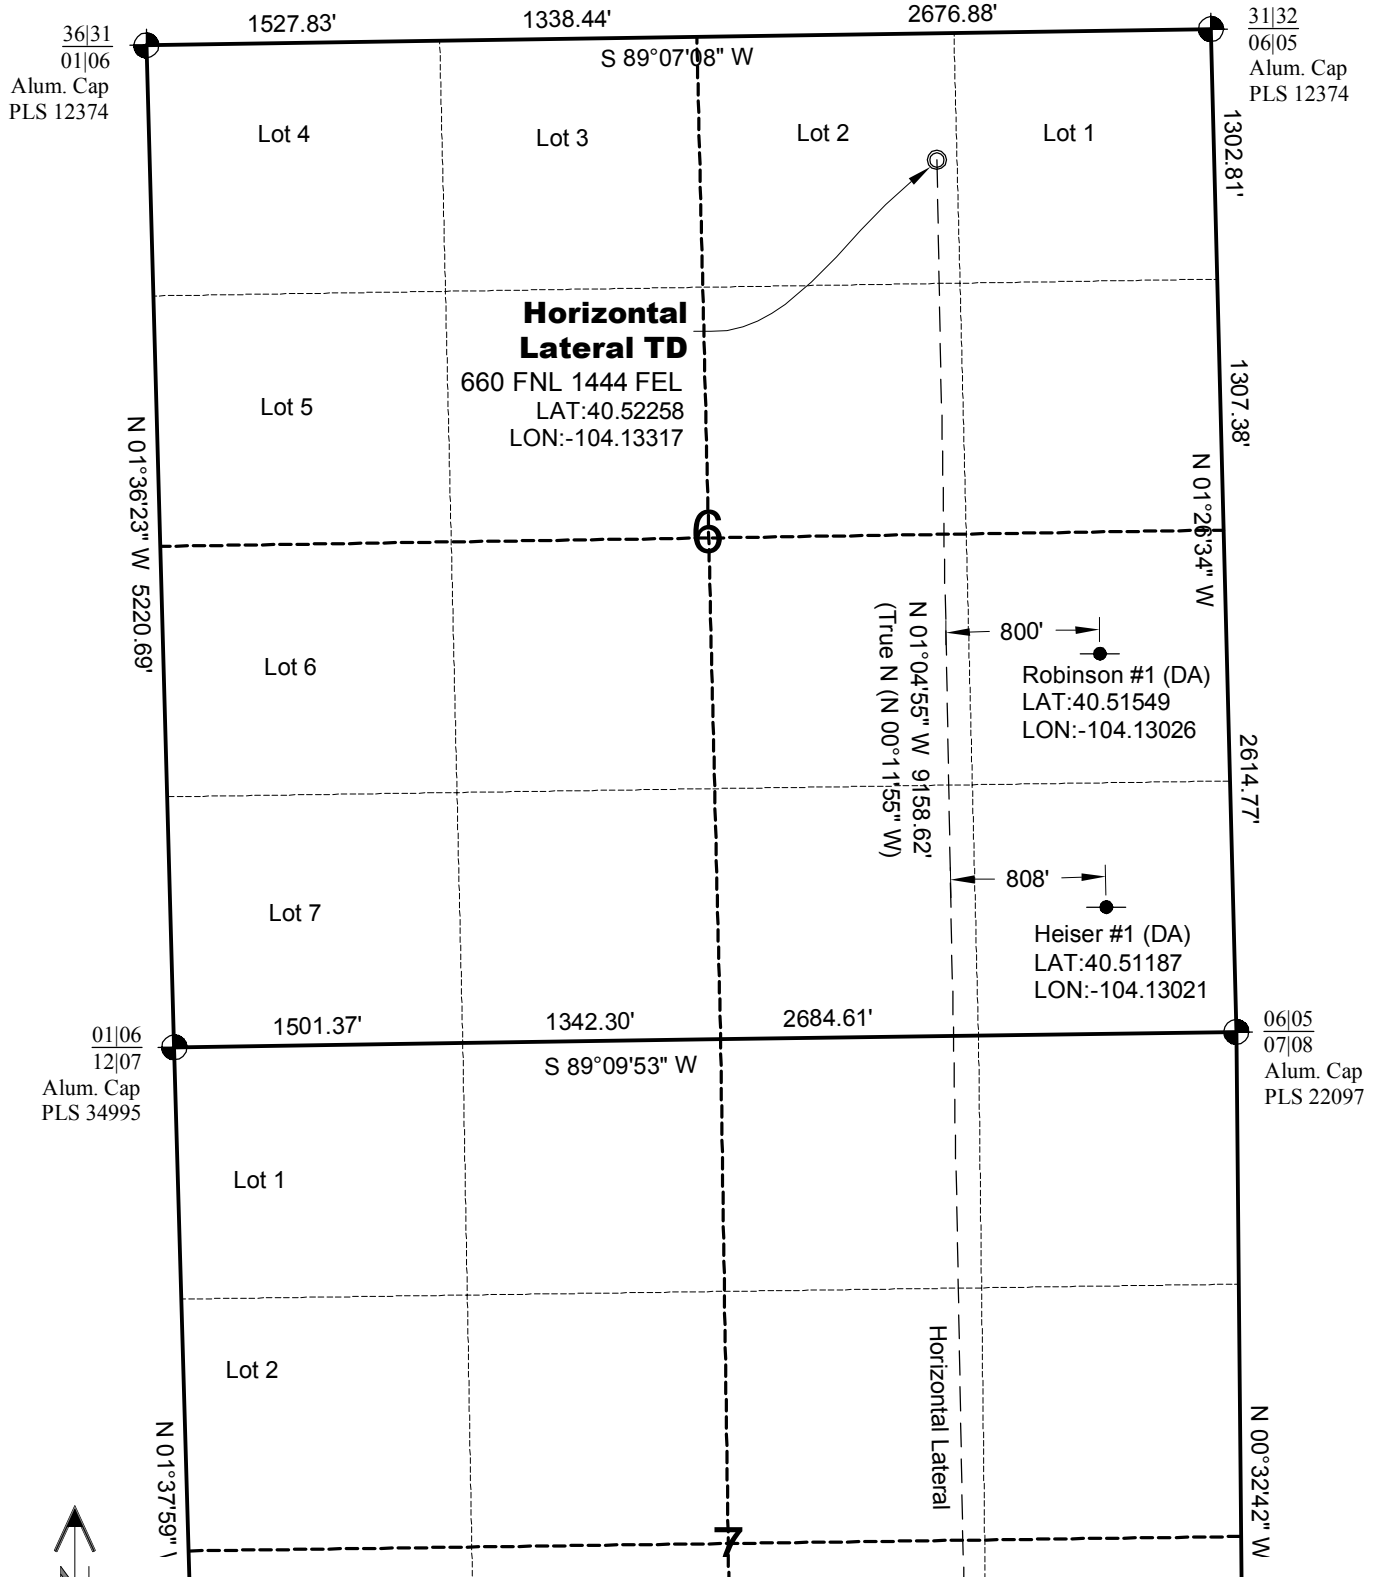 1527.83'
1338.44'
2676.88'
36|31
01|06
Alum. Cap
PLS 12374
31|32
06|05
Alum. Cap
PLS 12374
S 89°07'08" W
Lot 4
Lot 3
Lot 2
Lot 1
1302.81'
Horizontal
Lateral TD
660 FNL 1444 FEL
LAT:40.52258
LON:-104.13317
Lot 5
1307.38'
N 01°36'23" W 5220.69'
N 01°26'34" W
6
N 01°04'55" W 9158.62'
(True N (N 00°11'55" W)
800'
Robinson #1 (DA)
LAT:40.51549
LON:-104.13026
Lot 6
2614.77'
808'
Heiser #1 (DA)
LAT:40.51187
LON:-104.13021
Lot 7
1501.37'
1342.30'
2684.61'
01|06
12|07
Alum. Cap
PLS 34995
06|05
07|08
Alum. Cap
PLS 22097
S 89°09'53" W
Lot 1
Lot 2
Horizontal Lateral
N 01°37'59"
N 00°32'42" W
7